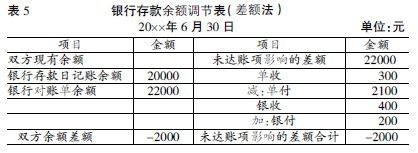 表 5 银行存款余额调节表(差额法)
20××年 6 月 30 日 单位:元
项目 金额 项目 金额
双方现有余额 未达账项影响的差额 22000
银行存款日记账余额 20000 单收 300
银行对账单余额 22000 减:单付 2100
银收 400
加:银付 200
双方余额差额 -2000 未达账项影响的差额合计 -2000